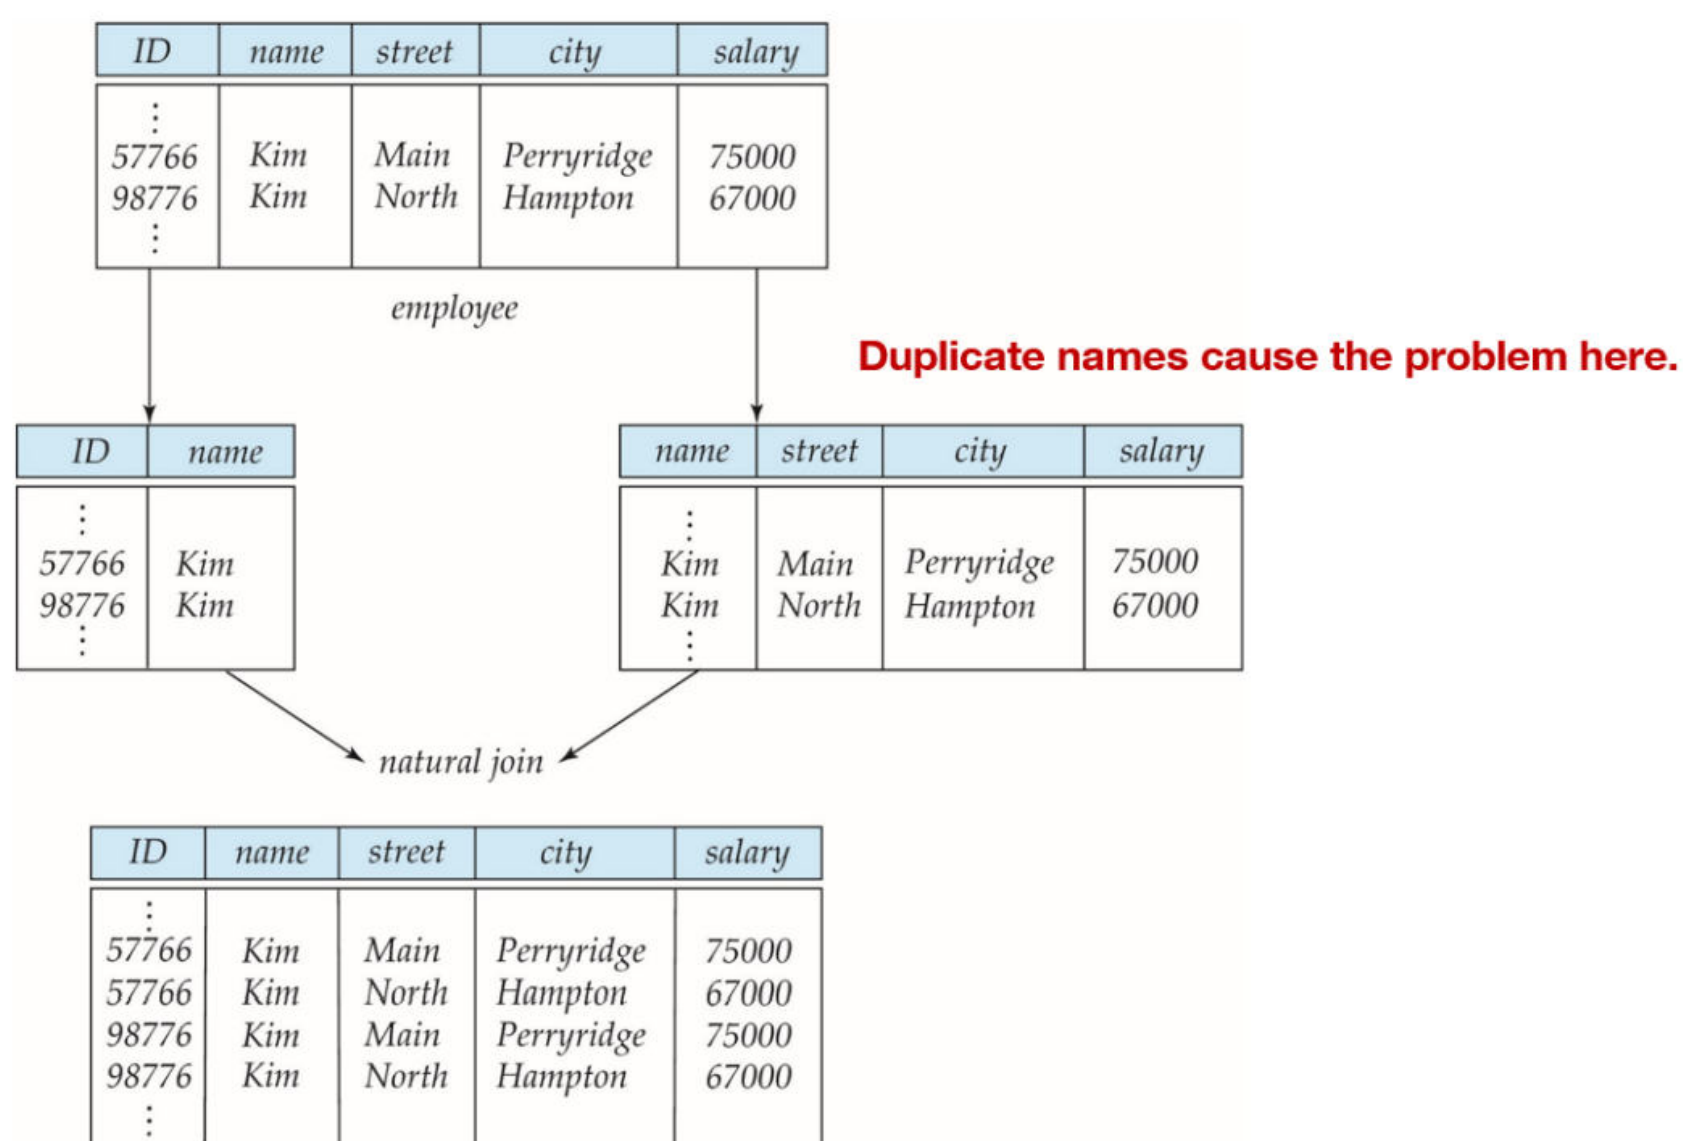 ID name street city salary
57766 Kim Main Perryridge 75000
98776 Kim North Hampton 67000
employee
Duplicate names cause the problem here.
ID name
57766 Kim
98776 Kim
name street city salary
Kim Main Perryridge 75000
Kim North Hampton 67000
natural join
ID name street city salary
57766 Kim Main Perryridge 75000
57766 Kim North Hampton 67000
98776 Kim Main Perryridge 75000
98776 Kim North Hampton 67000